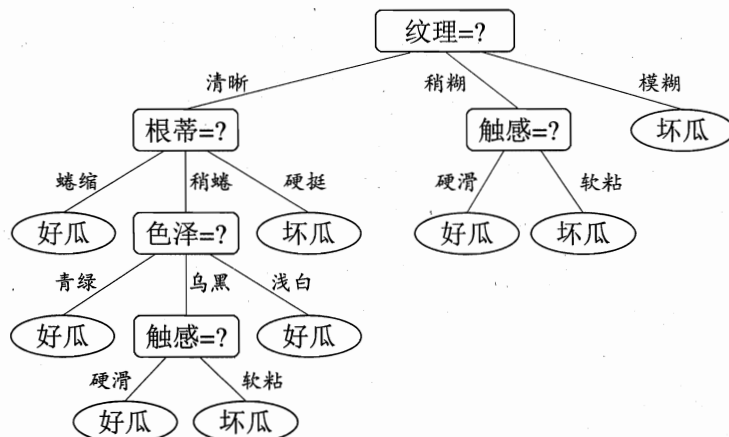 纹理=?
清晰 稍糊 模糊
根蒂=? 触感=? 坏瓜
蜷缩 稍蜷 硬挺 硬滑 软粘
好瓜 色泽=? 坏瓜 好瓜 坏瓜
青绿 乌黑 浅白
好瓜 触感=? 好瓜
硬滑 软粘
好瓜 坏瓜